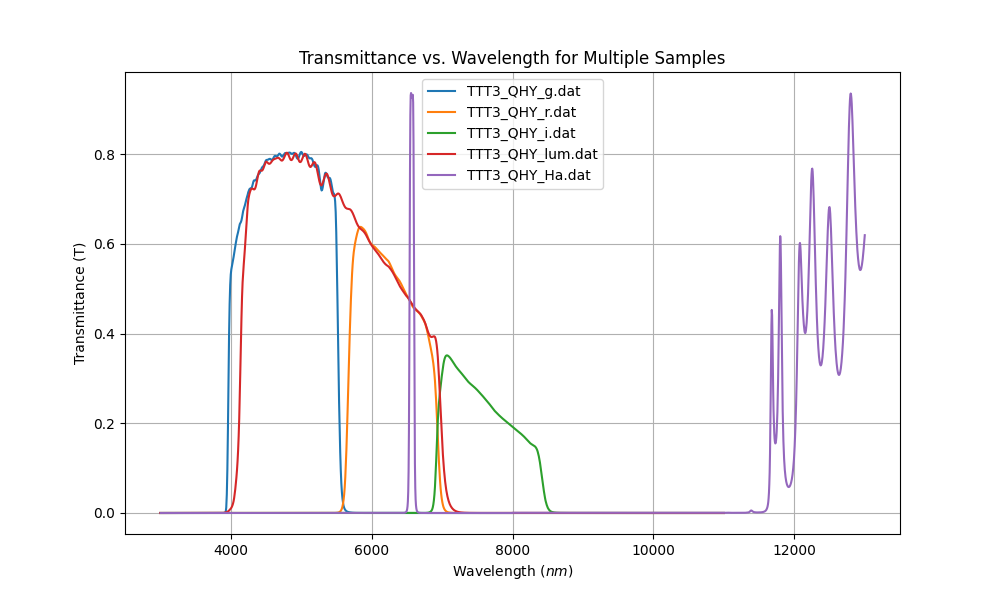 Transmittance vs. Wavelength for Multiple Samples
TTT3_QHY_g.dat
TTT3_QHY_r.dat
TTT3_QHY_i.dat
TTT3_QHY_lum.dat
TTT3_QHY_Ha.dat
Transmittance (T)
0.8
0.6
0.4
0.2
0.0
4000 6000 8000 10000 12000
Wavelength (nm)